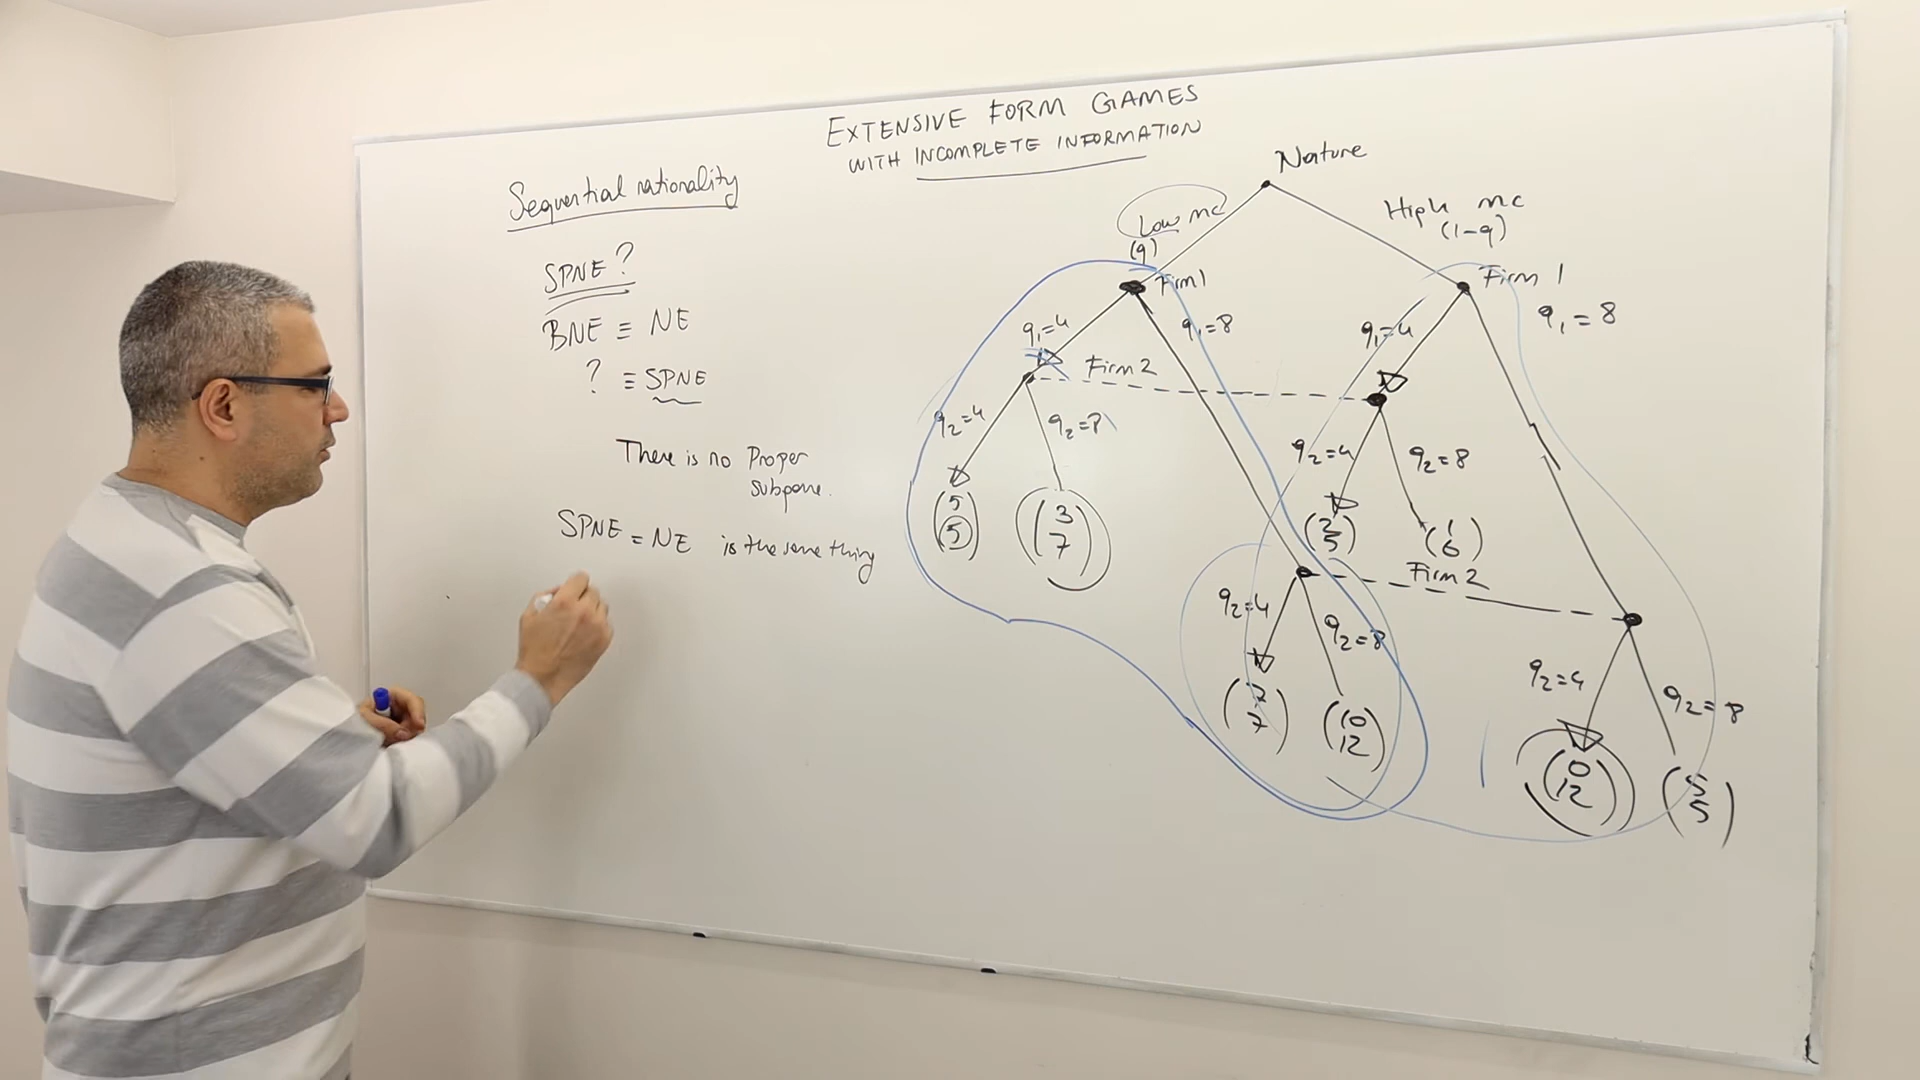 EXTENSIVE FORM GAMES
WITH INCOMPLETE INFORMATION
Sequential rationality
SPNE?
BNE ≡ NE
? ≡ SPNE
There is no Proper
subgame.
SPNE = NE is the same thing
Nature
Low mc
(q)
High mc
(1-q)
Firm 1
Firm 1
q₁=4
q₁=8
q₁=4
q₁=8
Firm 2
q₂=4
q₂=8
q₂=4
q₂=8
(5
5)
(3
7)
(1
6)
Firm 2
q₂=4
q₂=8
q₂=4
q₂=8
(7
7)
(10
12)
(0
12)
(5
5)